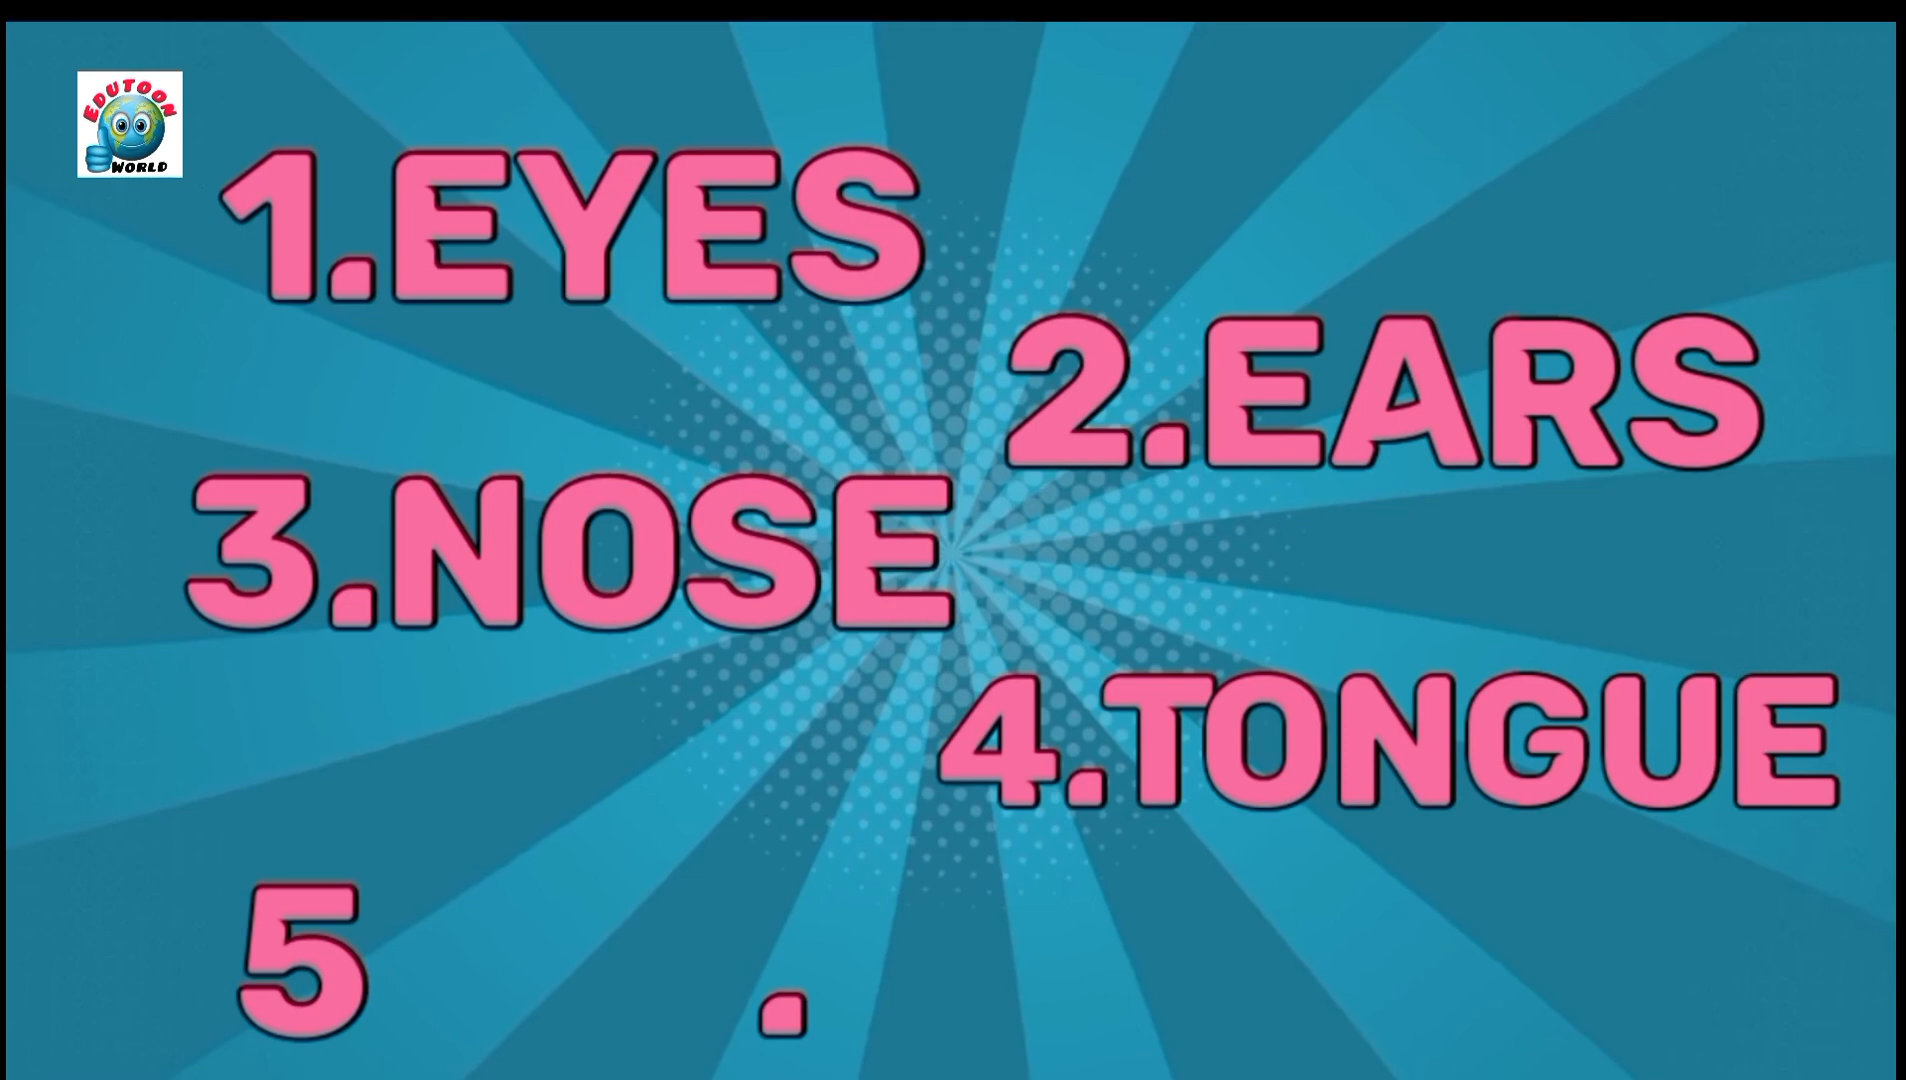 EDUTOON
WORLD
1.EYES
2.EARS
3.NOSE
4.TONGUE
5 .